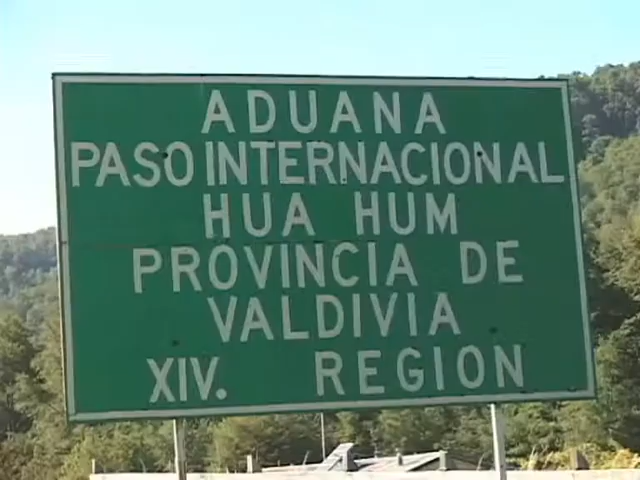 ADUANA
PASO INTERNACIONAL
HUA HUM
PROVINCIA DE
VALDIVIA
XIV. REGION